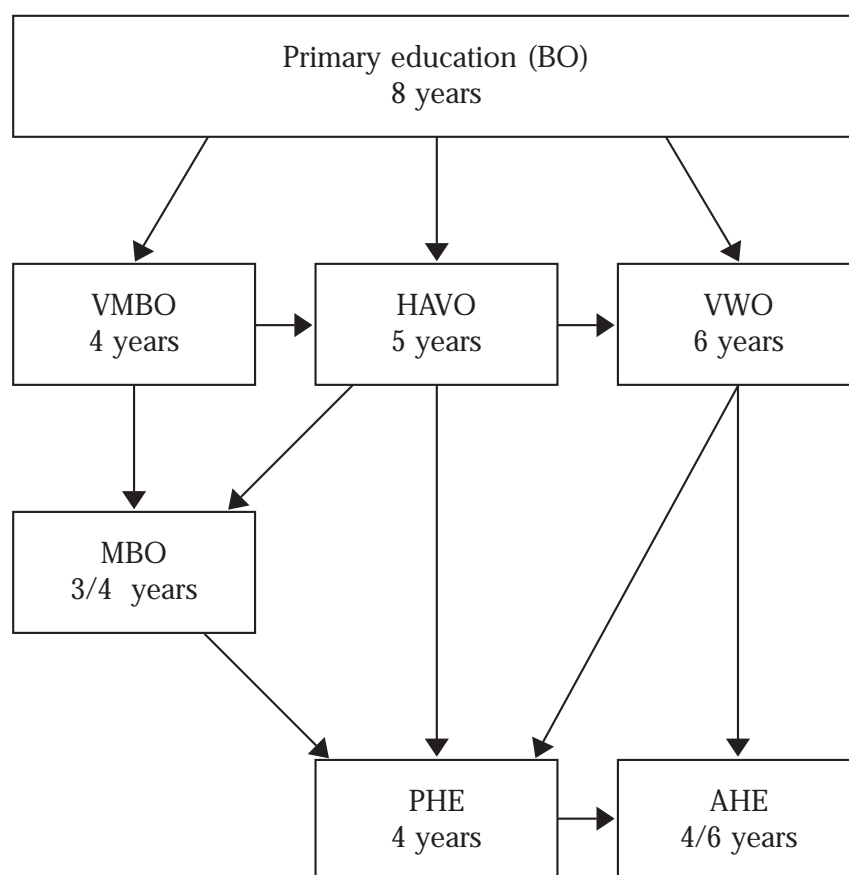 Primary education (BO)
8 years
VMBO
4 years
HAVO
5 years
VWO
6 years
MBO
3/4 years
PHE
4 years
AHE
4/6 years